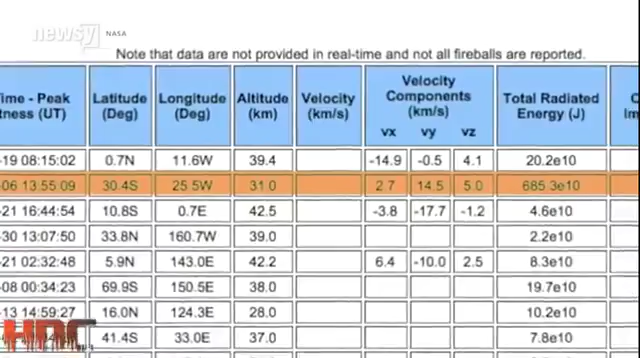 newsy NASA
Note that data are not provided in real-time and not all fireballs are reported.
Time - Peak Latitude Longitude Altitude Velocity Velocity Components (km/s) Total Radiated
(UT) (Deg) (Deg) (km) (km/s) vx vy vz Energy (J)
-19 08:15:02 0.7N 11.6W 39.4 -14.9 -0.5 4.1 20.2e10
-06 13:55:09 30.4S 25.5W 31.0 2.7 14.5 5.0 685.3e10
-21 16:44:54 10.8S 0.7E 42.5 -3.8 -17.7 -1.2 4.6e10
-30 13:07:50 33.8N 160.7W 39.0 2.2e10
-21 02:32:48 5.9N 143.0E 42.2 6.4 -10.0 2.5 8.3e10
-08 00:34:23 69.9S 150.5E 38.0 19.7e10
-13 14:59:27 16.0N 124.3E 28.0 10.2e10
41.4S 33.0E 37.0 7.8e10